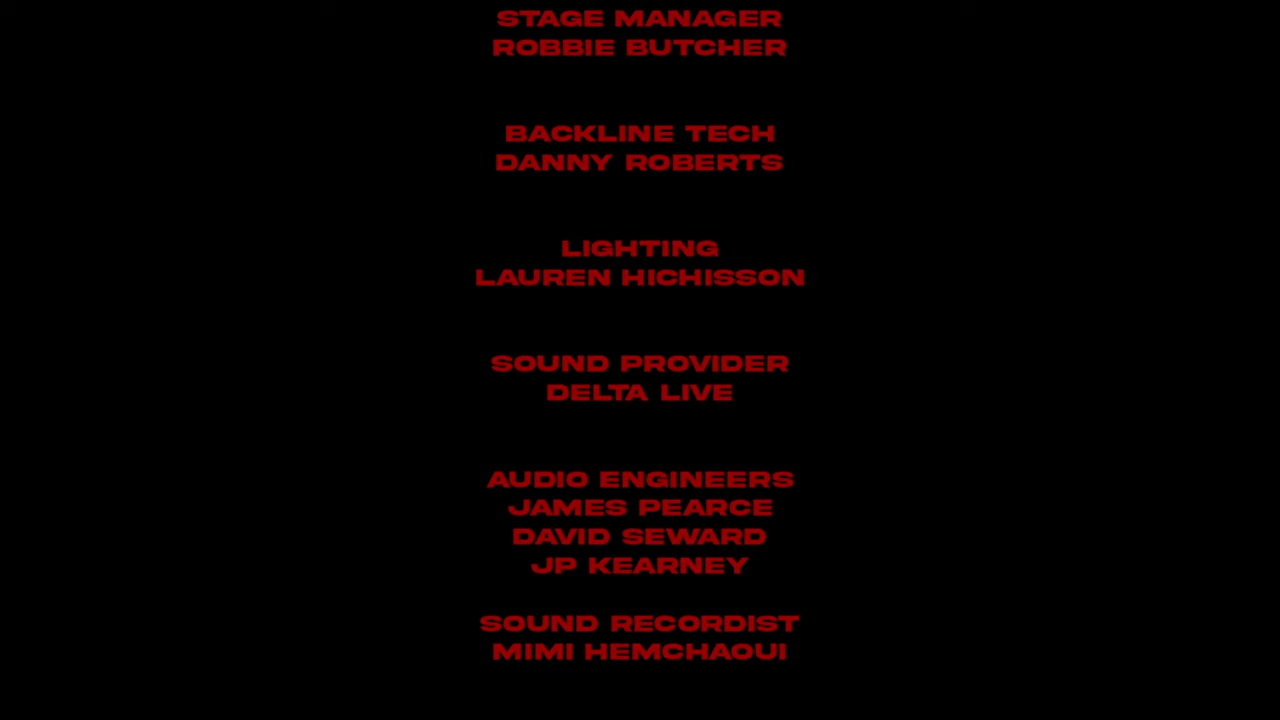 STAGE MANAGER
ROBBIE BUTCHER
BACKLINE TECH
DANNY ROBERTS
LIGHTING
LAUREN HICHISSON
SOUND PROVIDER
DELTA LIVE
AUDIO ENGINEERS
JAMES PEARCE
DAVID SEWARD
JP KEARNEY
SOUND RECORDIST
MIMI HEMCHAOUI